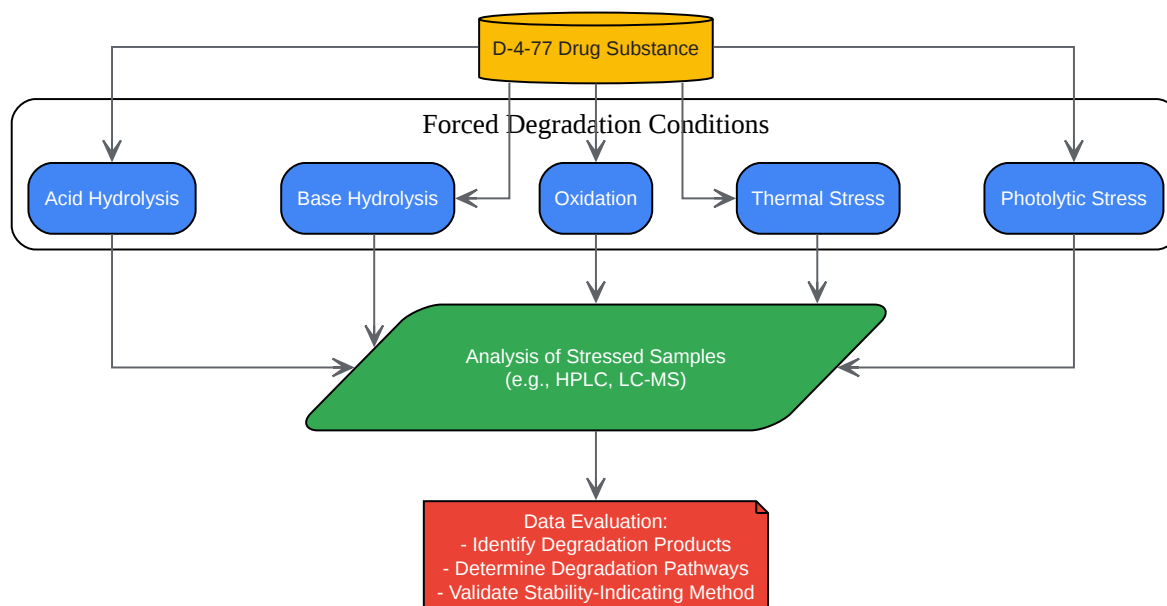 D-4-77 Drug Substance
Forced Degradation Conditions
Acid Hydrolysis
Base Hydrolysis
Oxidation
Thermal Stress
Photolytic Stress
Analysis of Stressed Samples
(e.g., HPLC, LC-MS)
Data Evaluation:
- Identify Degradation Products
- Determine Degradation Pathways
- Validate Stability-Indicating Method